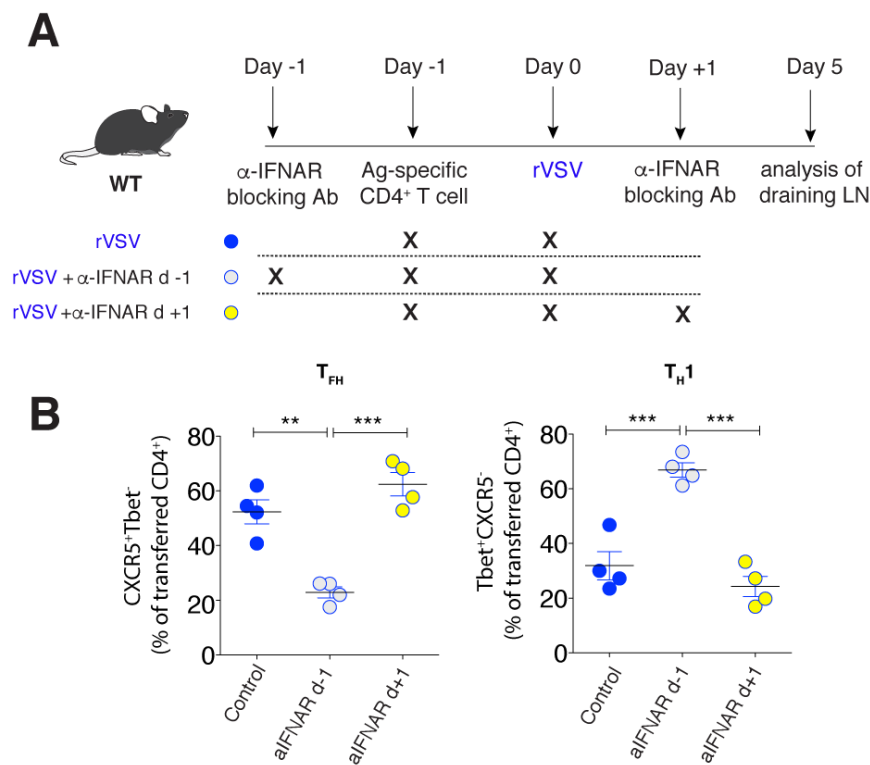 A
Day -1 Day -1 Day 0 Day +1 Day 5
WT
α-IFNAR blocking Ab
Ag-specific CD4+ T cell
rVSV
α-IFNAR blocking Ab
analysis of draining LN
rVSV X X
rVSV + α-IFNAR d -1 X X X
rVSV +α-IFNAR d +1 X X X
B
TFH
** ***
CXCR5+Tbet-
(% of transferred CD4+)
80
60
40
20
0
Control
aIFNAR d-1
aIFNAR d+1
TH1
*** ***
Tbet+CXCR5-
(% of transferred CD4+)
80
60
40
20
0
Control
aIFNAR d-1
aIFNAR d+1